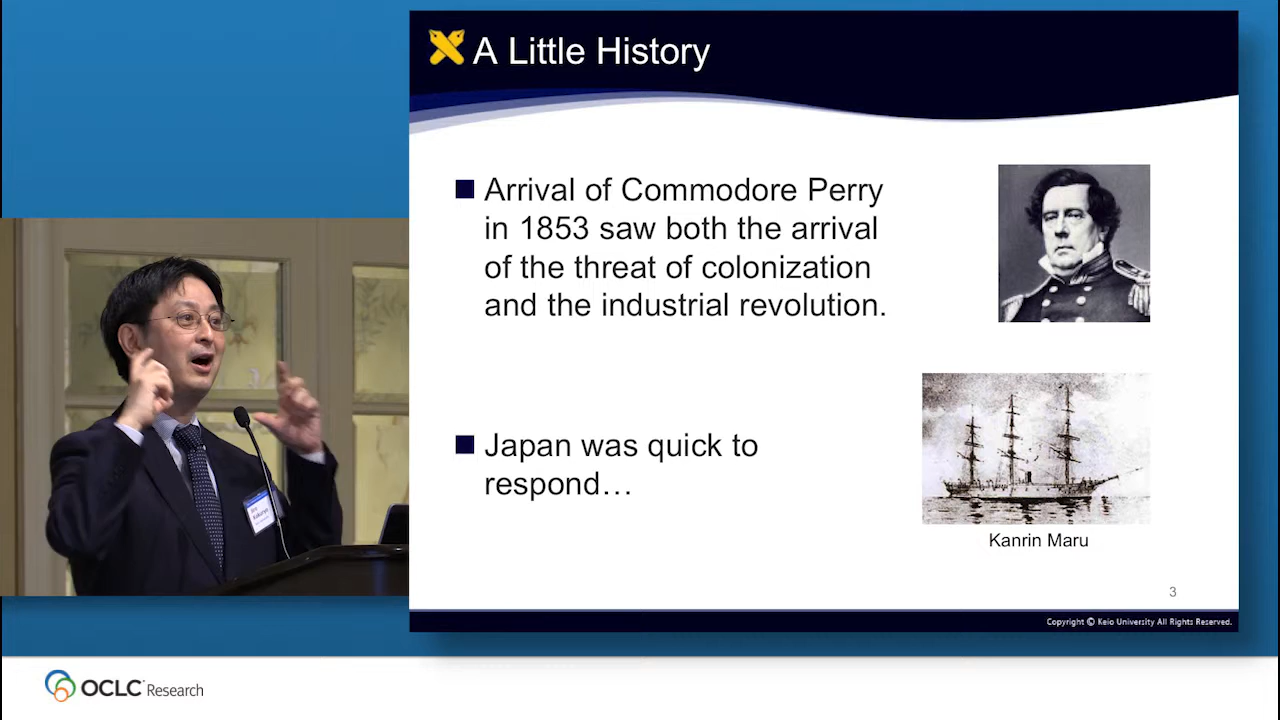 A Little History
Arrival of Commodore Perry
in 1853 saw both the arrival
of the threat of colonization
and the industrial revolution.
Japan was quick to
respond…
Kanrin Maru
3
Copyright © Keio University All Rights Reserved.
OCLC Research